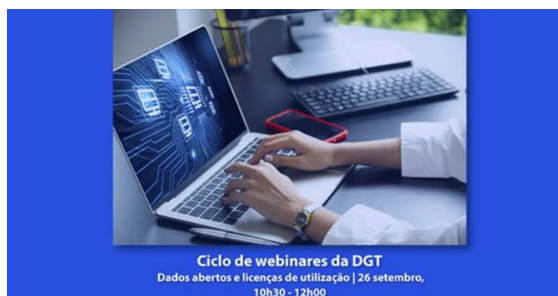 Ciclo de webinares da DGT
Dados abertos e licenças de utilização | 26 setembro,
10h30 - 12h00